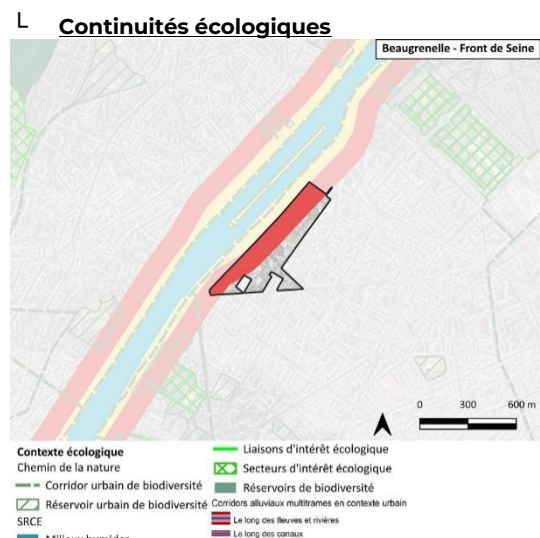 L
Continuités écologiques
Beaugrenelle - Front de Seine
0 300 600 m
Contexte écologique
Chemin de la nature
Corridor urbain de biodiversité
Réservoir urbain de biodiversité
SRCE
Milieux humides
Liaisons d'intérêt écologique
Secteurs d'intérêt écologique
Réservoirs de biodiversité
Corridors alluviaux multitrames en contexte urbain
Le long des fleuves et rivières
Le long des canaux